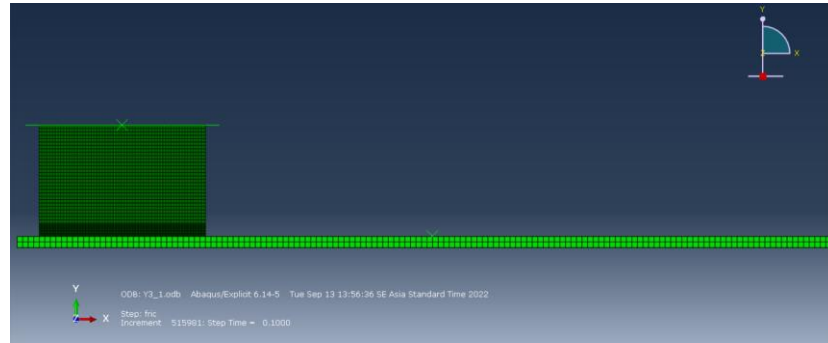 Y
Z X
Y
Z X
ODB: Y3_1.odb Abaqus/Explicit 6.14-5 Tue Sep 13 13:56:36 SE Asia Standard Time 2022
Step: fric
Increment 515981: Step Time = 0.1000